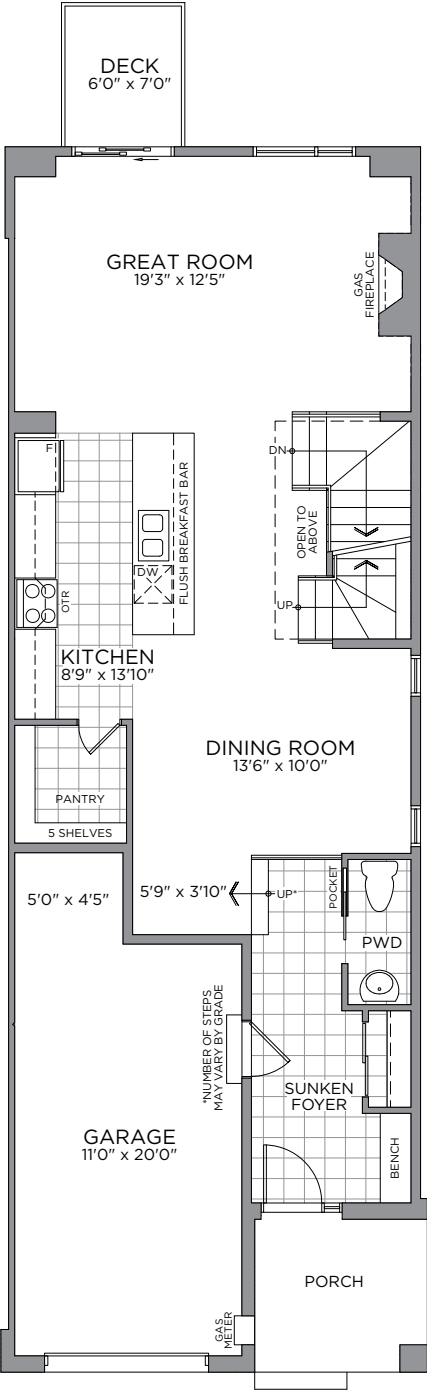 DECK
6'0" x 7'0"
GREAT ROOM
19'3" x 12'5"
GAS
FIREPLACE
F
DN
FLUSH BREAKFAST BAR
OPEN TO
ABOVE
DW
OTR
UP
KITCHEN
8'9" x 13'10"
DINING ROOM
13'6" x 10'0"
PANTRY
5 SHELVES
5'0" x 4'5"
5'9" x 3'10"
UP*
POCKET
PWD
*NUMBER OF STEPS
MAY VARY BY GRADE
SUNKEN
FOYER
GARAGE
11'0" x 20'0"
BENCH
PORCH
GAS
METER